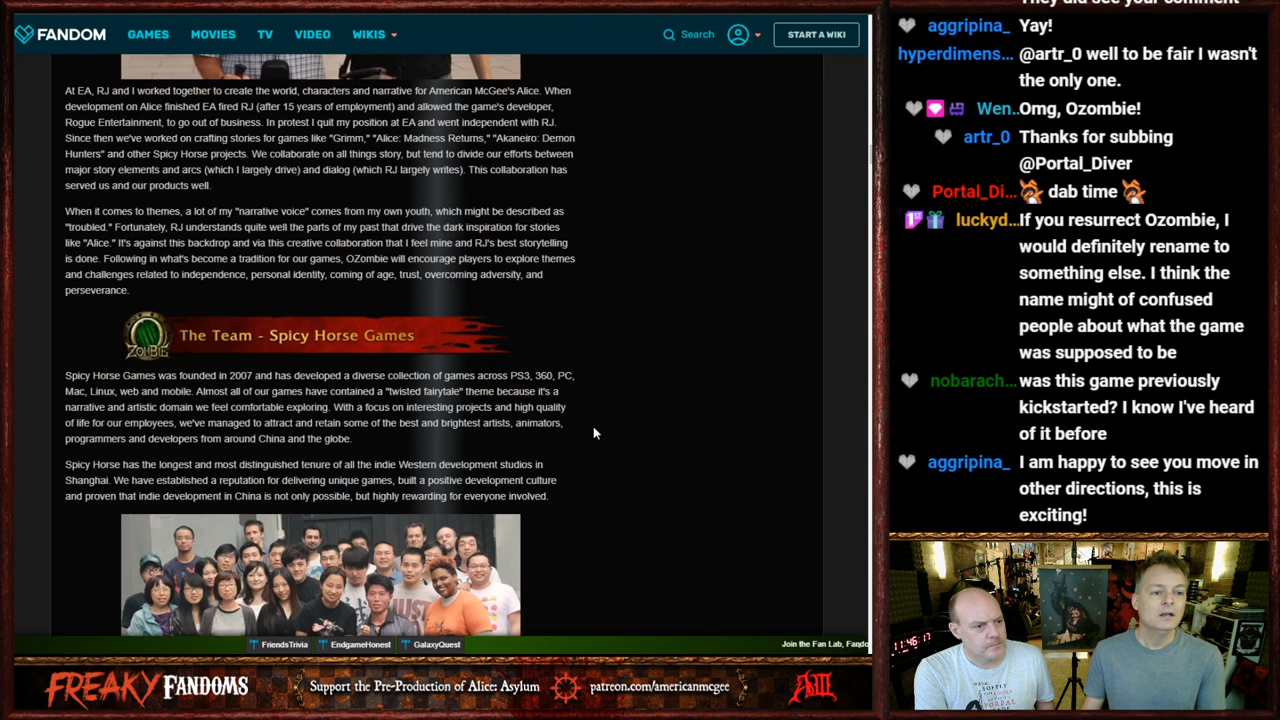 FANDOM GAMES MOVIES TV VIDEO WIKIS Search START A WIKI
At EA, RJ and I worked together to create the world, characters and narrative for American McGee's Alice. When
development on Alice finished EA fired RJ (after 15 years of employment) and allowed the game's developer,
Rogue Entertainment, to go out of business. In protest I quit my position at EA and went independent with RJ.
Since then we've worked on crafting stories for games like "Grimm," "Alice: Madness Returns," "Akaneiro: Demon
Hunters" and other Spicy Horse projects. We collaborate on all things story, but tend to divide our efforts between
major story elements and arcs (which I largely drive) and dialog (which RJ largely writes). This collaboration has
served us and our products well.
When it comes to themes, a lot of my "narrative voice" comes from my own youth, which might be described as
"troubled." Fortunately, RJ understands quite well the parts of my past that drive the dark inspiration for stories
like "Alice." It's against this backdrop and via this creative collaboration that I feel mine and RJ's best storytelling
is done. Following in what's become a tradition for our games, OZombie will encourage players to explore themes
and challenges related to independence, personal identity, coming of age, trust, overcoming adversity, and
perseverance.
ZOMBIE
The Team - Spicy Horse Games
Spicy Horse Games was founded in 2007 and has developed a diverse collection of games across PS3, 360, PC,
Mac, Linux, web and mobile. Almost all of our games have contained a "twisted fairytale" theme because it's a
narrative and artistic domain we feel comfortable exploring. With a focus on interesting projects and high quality
of life for our employees, we've managed to attract and retain some of the best and brightest artists, animators,
programmers and developers from around China and the globe.
Spicy Horse has the longest and most distinguished tenure of all the indie Western development studios in
Shanghai. We have established a reputation for delivering unique games, built a positive development culture
and proven that indie development in China is not only possible, but highly rewarding for everyone involved.
FriendsTrivia EndgameHonest GalaxyQuest Join the Fan Lab, Fando
FREAKY FANDOMS Support the Pre-Production of Alice: Asylum patreon.com/americanmcgee
They did see your comment
aggripina_ Yay!
hyperdimens... @artr_0 well to be fair I wasn't
the only one.
Wen... Omg, Ozombie!
artr_0 Thanks for subbing
@Portal_Diver
Portal_Di... dab time
luckyd... If you resurrect Ozombie, I
would definitely rename to
something else. I think the
name might of confused
people about what the game
was supposed to be
nobarach... was this game previously
kickstarted? I know I've heard
of it before
aggripina_ I am happy to see you move in
other directions, this is
exciting!
11:46:17